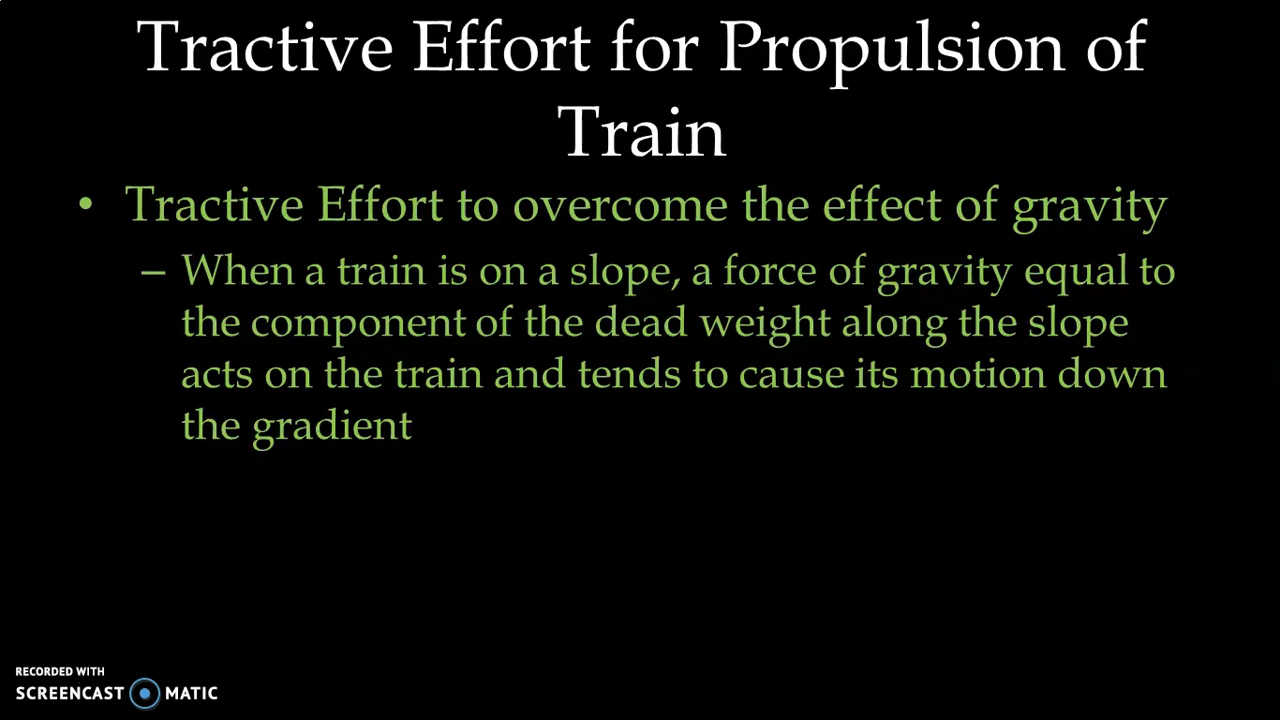 Tractive Effort for Propulsion of
Train
• Tractive Effort to overcome the effect of gravity
– When a train is on a slope, a force of gravity equal to
the component of the dead weight along the slope
acts on the train and tends to cause its motion down
the gradient
RECORDED WITH
SCREENCAST MATIC